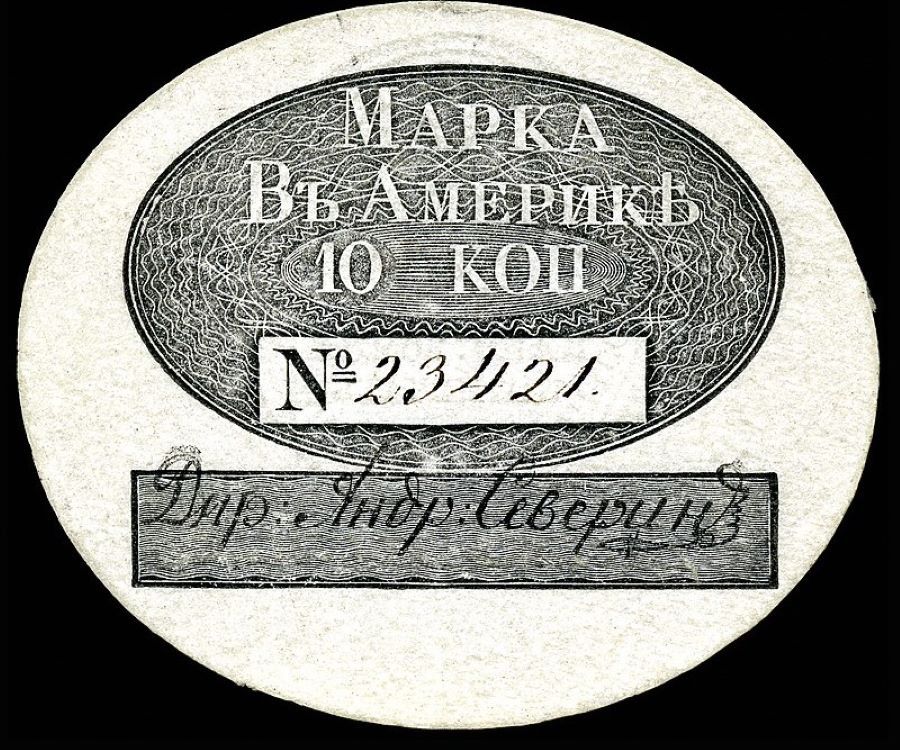 МАРКА
ВЪ АМЕРИКѢ
10 КОП
№ 23421.
Дир: Андр: Северинъ